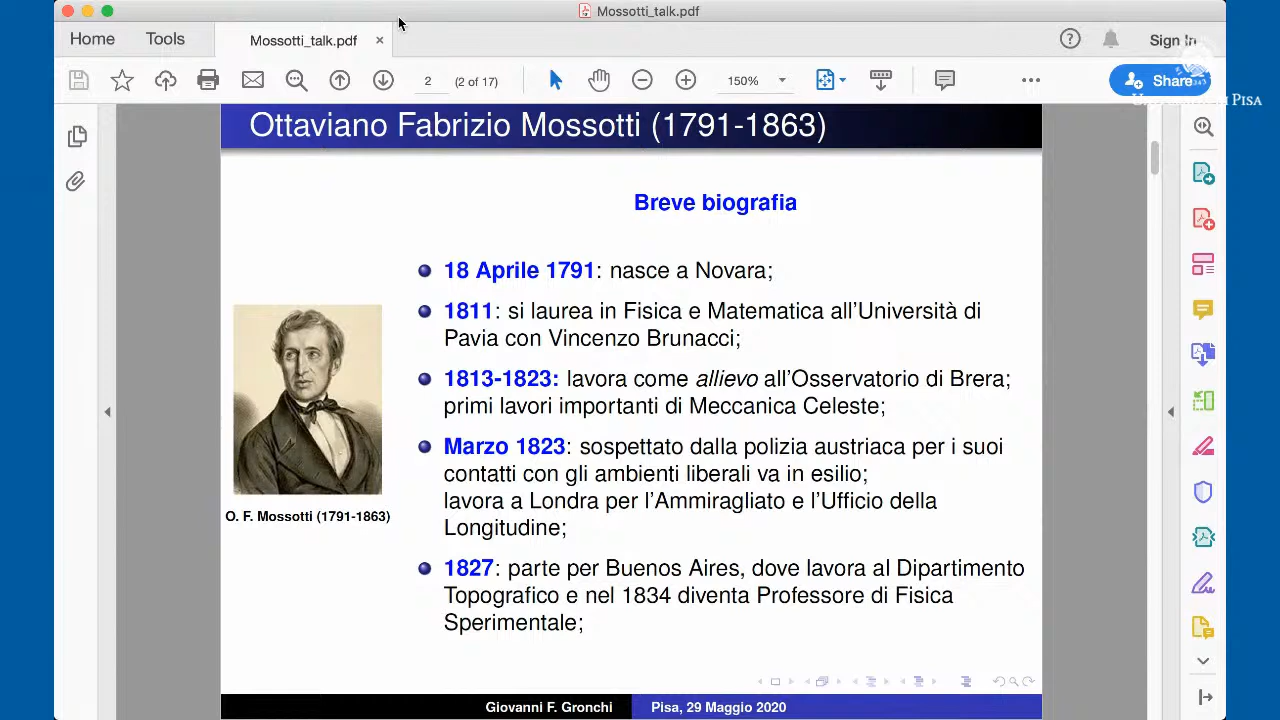 Mossotti_talk.pdf
Home
Tools
Mossotti_talk.pdf
Sign In
2
(2 of 17)
150%
Share
Ottaviano Fabrizio Mossotti (1791-1863)
Breve biografia
18 Aprile 1791: nasce a Novara;
1811: si laurea in Fisica e Matematica all'Università di
Pavia con Vincenzo Brunacci;
1813-1823: lavora come allievo all'Osservatorio di Brera;
primi lavori importanti di Meccanica Celeste;
Marzo 1823: sospettato dalla polizia austriaca per i suoi
contatti con gli ambienti liberali va in esilio;
lavora a Londra per l'Ammiragliato e l'Ufficio della
Longitudine;
1827: parte per Buenos Aires, dove lavora al Dipartimento
Topografico e nel 1834 diventa Professore di Fisica
Sperimentale;
O. F. Mossotti (1791-1863)
Giovanni F. Gronchi
Pisa, 29 Maggio 2020
di Pisa